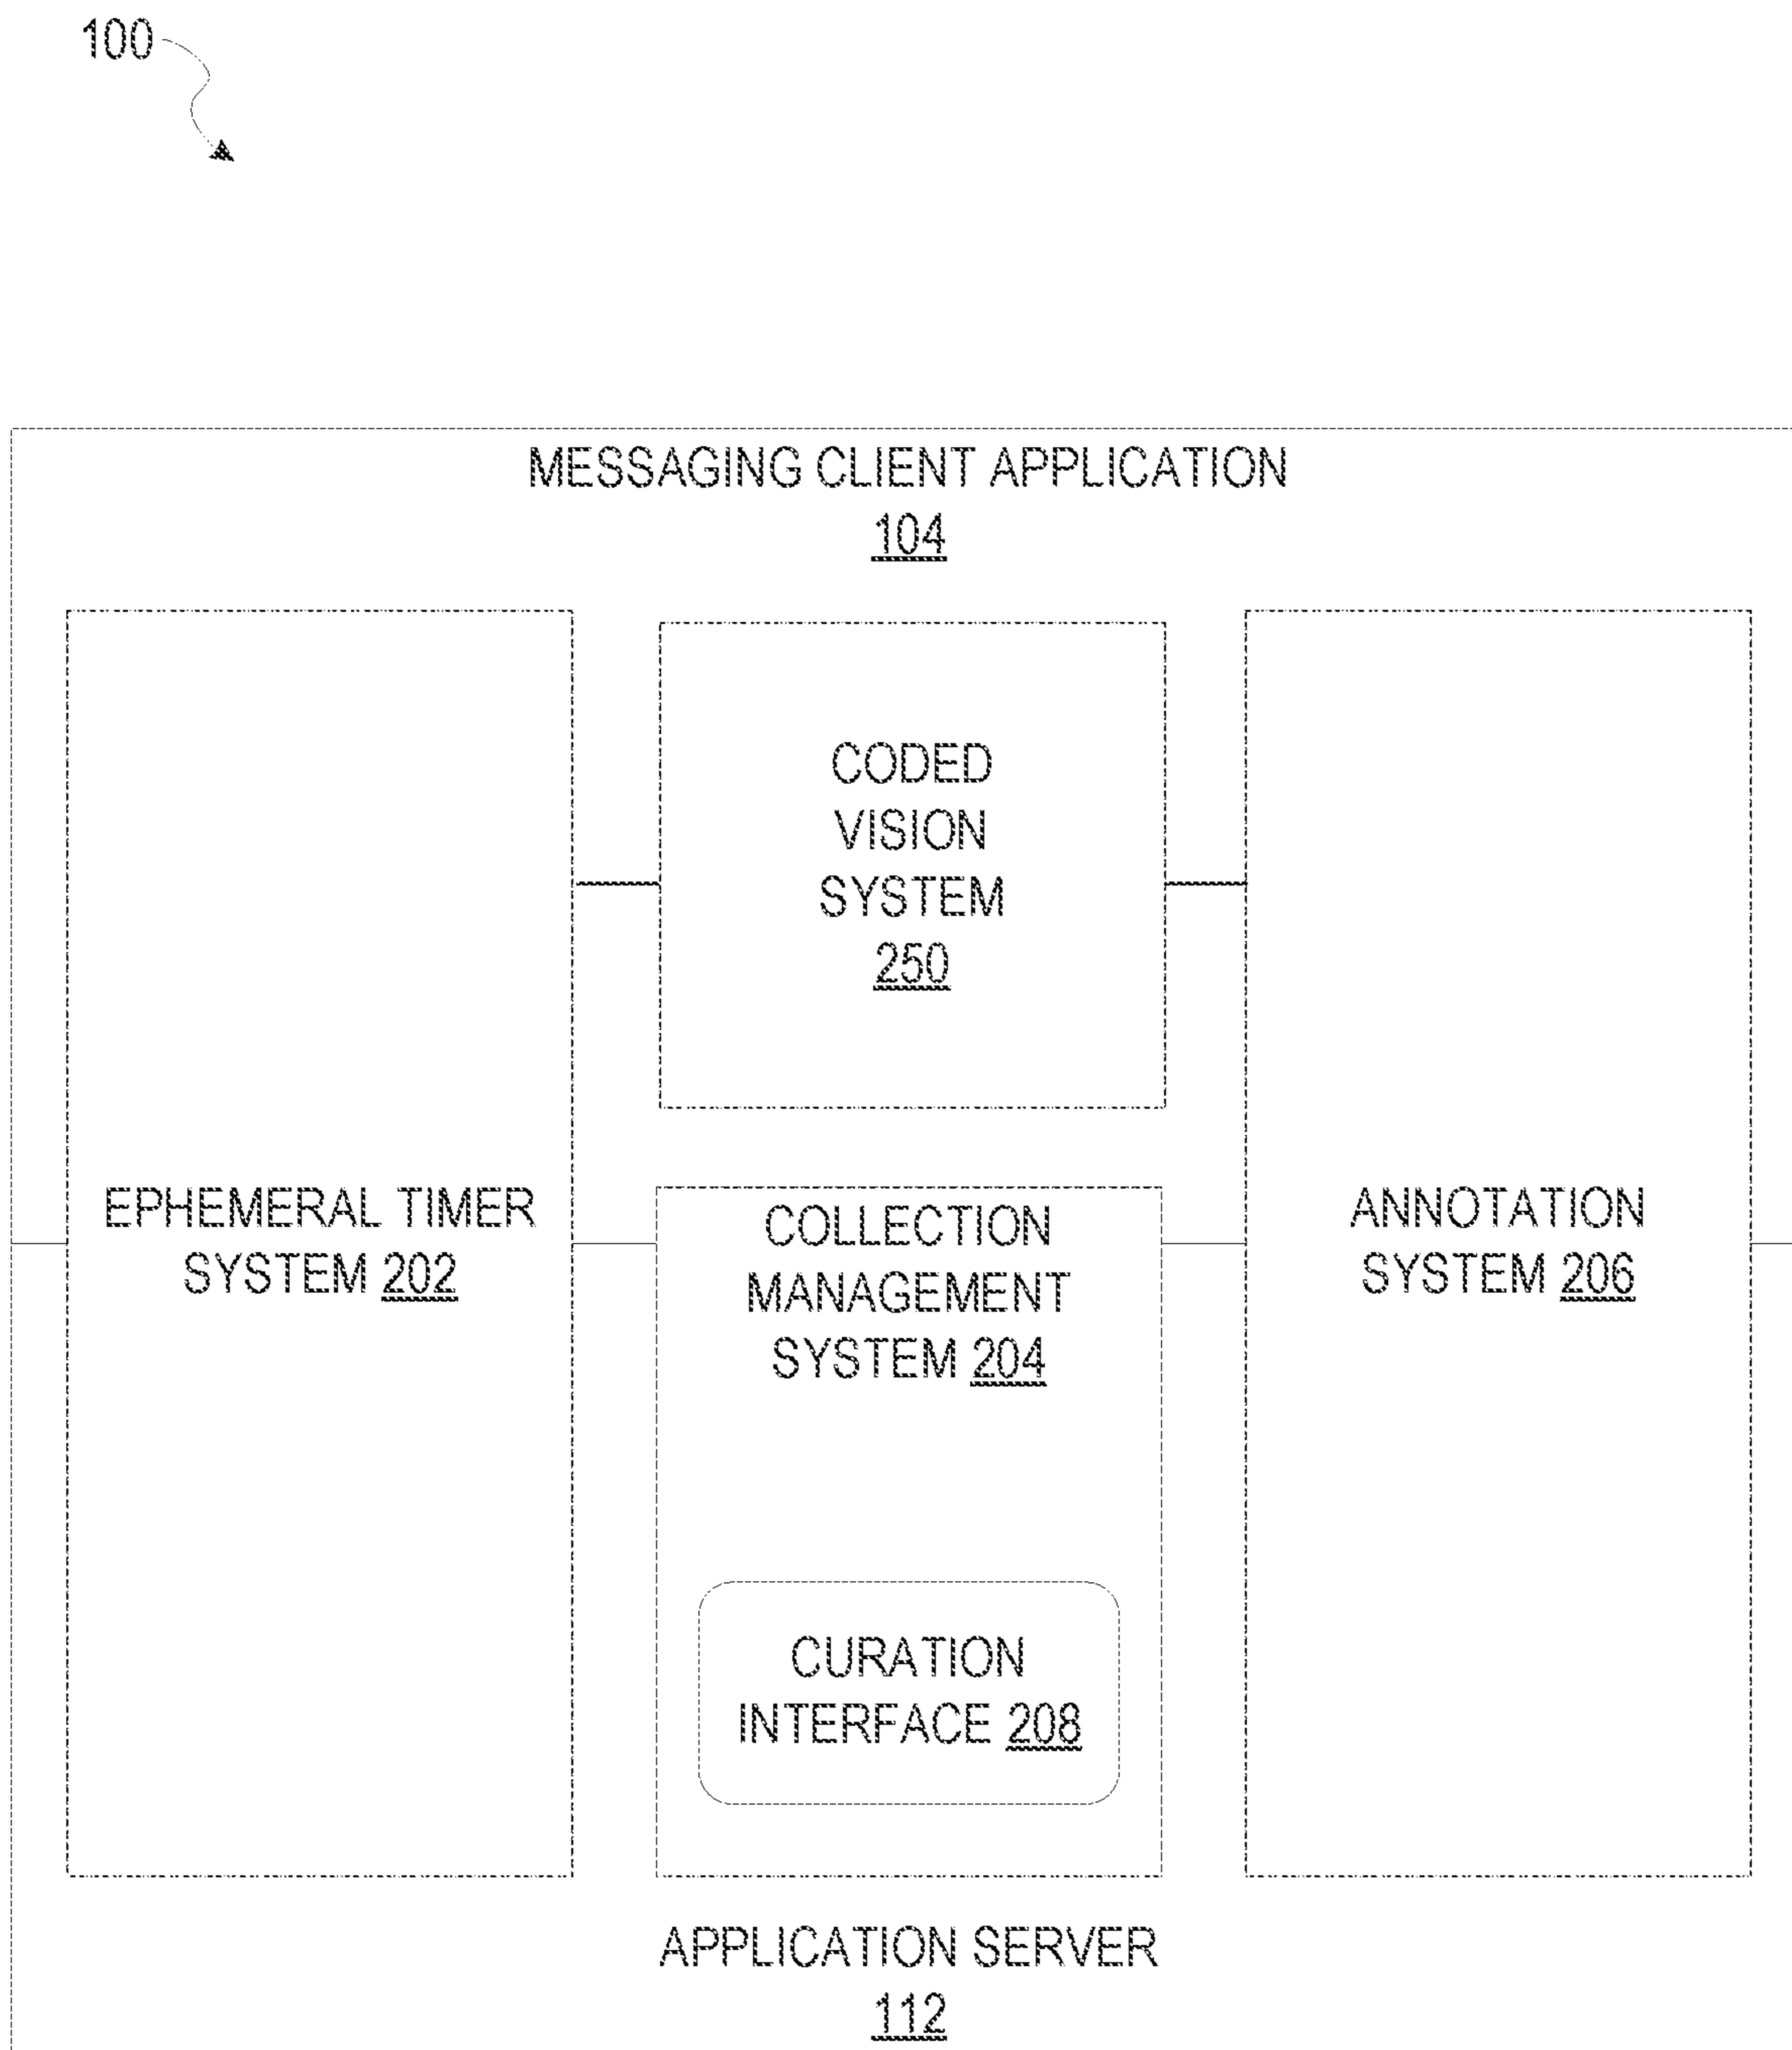 100
MESSAGING CLIENT APPLICATION
104
CODED
VISION
SYSTEM
250
EPHEMERAL TIMER
SYSTEM 202
COLLECTION
MANAGEMENT
SYSTEM 204
ANNOTATION
SYSTEM 206
CURATION
INTERFACE 208
APPLICATION SERVER
112